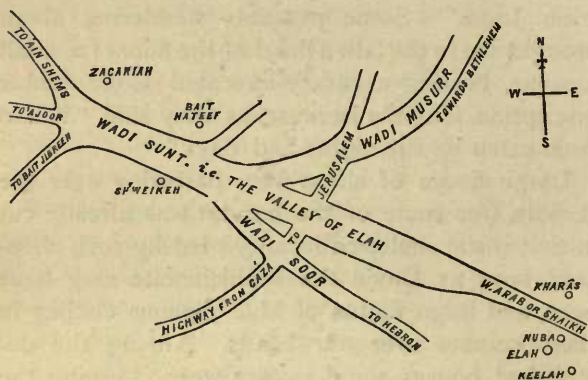 TO AIN SHEMS
TO AJOOR
TO BAIT JIBREEN
ZACARIAH
BAIT
NATEEF
SHWEIKEH
WADI SUNT. i.e. THE VALLEY OF ELAH
JERUSALEM
WADI MUSURR
TOWARDS BETHLEHEM
N
W
E
S
WADI
SOOR
TO
HIGHWAY FROM GAZA
TO HEBRON
W. ARAB OR SHAIKH
KHARÂS
NUBA
ELAH
KEELAH